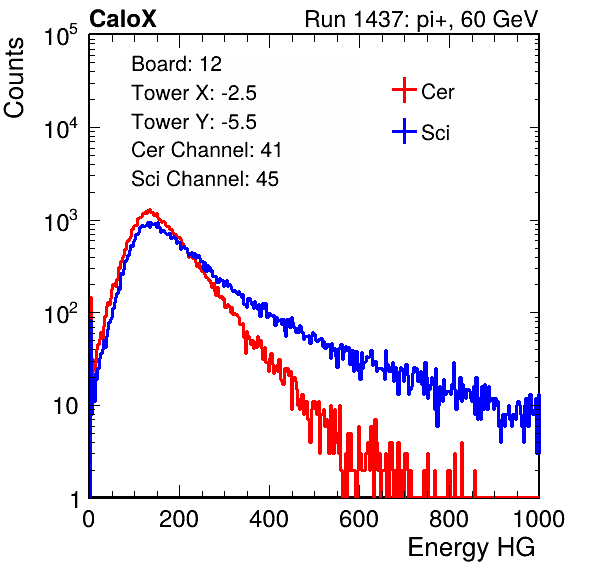 CaloX Run 1437: pi+, 60 GeV
Counts
10^5
10^4
10^3
10^2
10
1
Board: 12
Tower X: -2.5
Tower Y: -5.5
Cer Channel: 41
Sci Channel: 45
Cer
Sci
0 200 400 600 800 1000
Energy HG